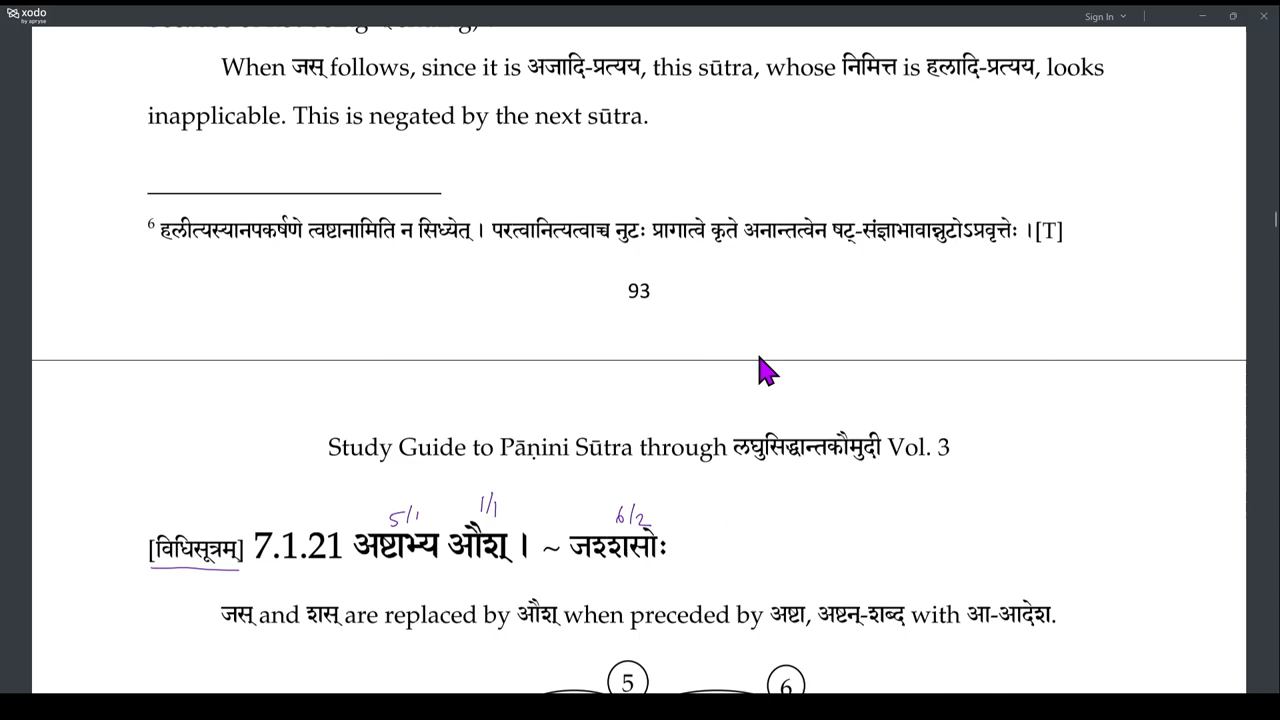 xodo
by apryse
Sign In
When जस् follows, since it is अजादि-प्रत्यय, this sūtra, whose निमित्त is हलादि-प्रत्यय, looks
inapplicable. This is negated by the next sūtra.
6 हलीत्यस्यानपकर्षणे त्वष्टानामिति न सिध्येत् । परत्वान्नित्यत्वाच्च नुटः प्रागात्वे कृते अनान्तत्वेन षट्-संज्ञाभावान्नुटोऽप्रवृत्तेः । [T]
93
Study Guide to Pāṇini Sūtra through लघुसिद्धान्तकौमुदी Vol. 3
5/1 1/1 6/2
[विधिसूत्रम्] 7.1.21 अष्टाभ्य औश् । ~ जश्शसोः
जस् and शस् are replaced by औश् when preceded by अष्टा, अष्टन्-शब्द with आ-आदेश.
5 6